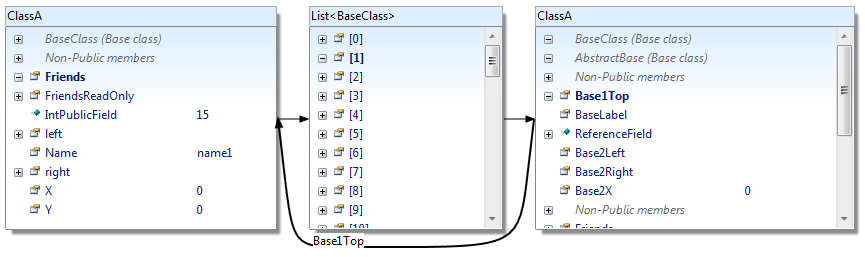 ClassA
BaseClass (Base class)
Non-Public members
Friends
FriendsReadOnly
IntPublicField 15
left
Name name1
right
X 0
Y 0
List<BaseClass>
[0]
[1]
[2]
[3]
[4]
[5]
[6]
[7]
[8]
[9]
[10]
ClassA
BaseClass (Base class)
AbstractBase (Base class)
Non-Public members
Base1Top
BaseLabel
ReferenceField
Base2Left
Base2Right
Base2X 0
Non-Public members
Friends
Base1Top